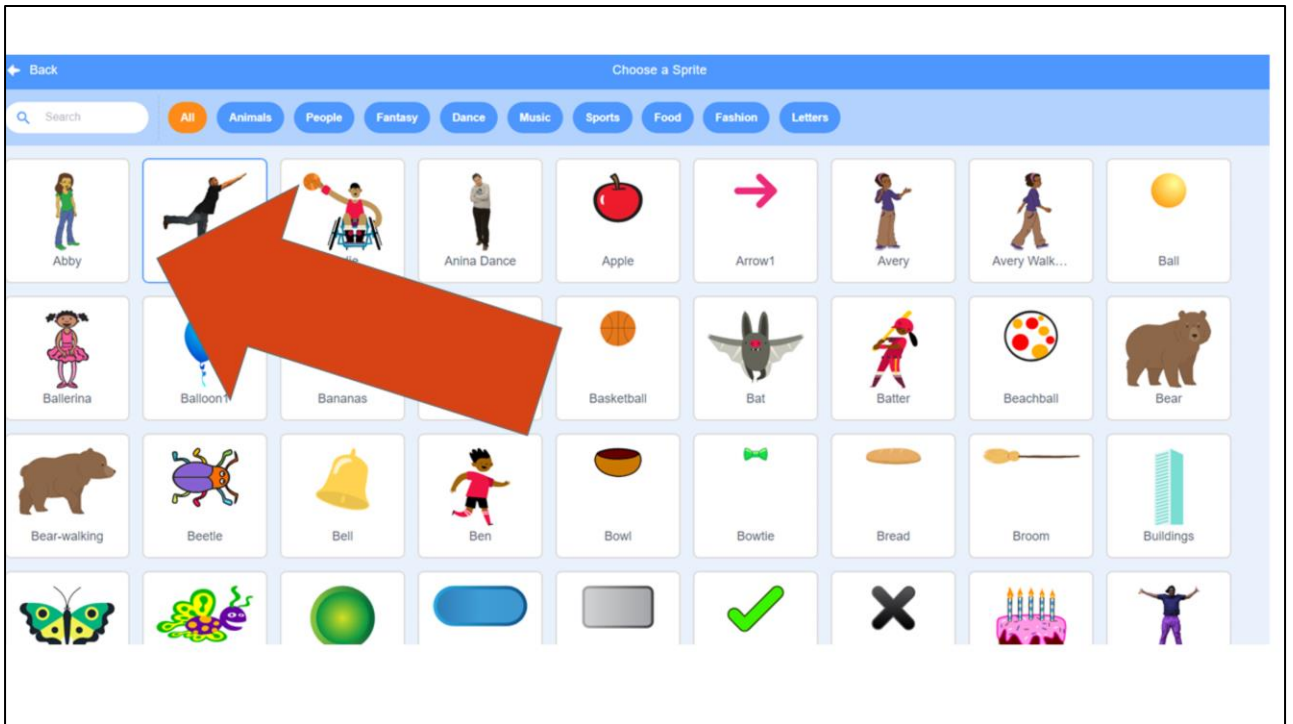 Back
Choose a Sprite
Search
All Animals People Fantasy Dance Music Sports Food Fashion Letters
Abby Anina Dance Apple Arrow1 Avery Avery Walk... Ball
Ballerina Balloon1 Bananas Basketball Bat Batter Beachball Bear
Bear-walking Beetle Bell Ben Bowl Bowtie Bread Broom Buildings